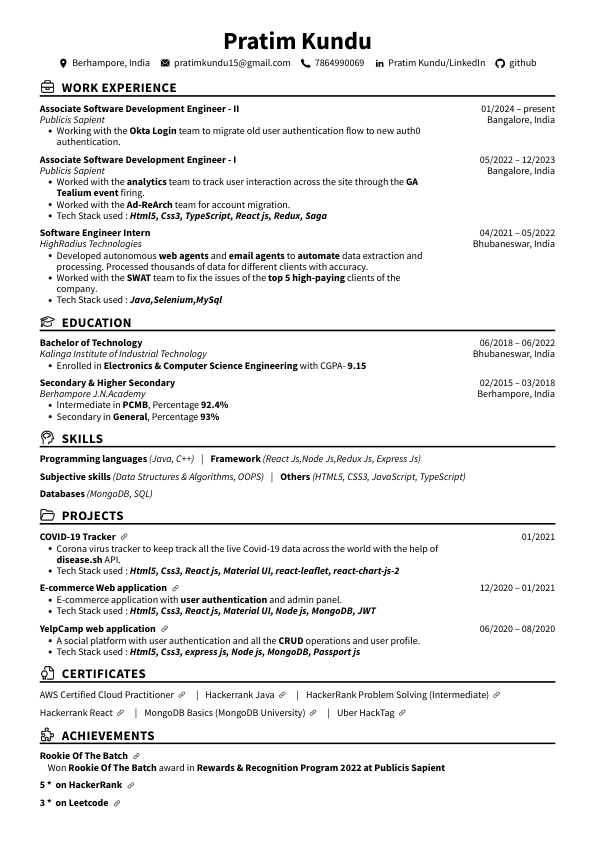 Pratim Kundu
Berhampore, India pratimkundu15@gmail.com 7864990069 Pratim Kundu/LinkedIn github
WORK EXPERIENCE
Associate Software Development Engineer - II 01/2024 – present
Publicis Sapient Bangalore, India
• Working with the Okta Login team to migrate old user authentication flow to new auth0
authentication.
Associate Software Development Engineer - I 05/2022 – 12/2023
Publicis Sapient Bangalore, India
• Worked with the analytics team to track user interaction across the site through the GA
Tealium event firing.
• Worked with the Ad-ReArch team for account migration.
• Tech Stack used : Html5, Css3, TypeScript, React js, Redux, Saga
Software Engineer Intern 04/2021 – 05/2022
HighRadius Technologies Bhubaneswar, India
• Developed autonomous web agents and email agents to automate data extraction and
processing. Processed thousands of data for different clients with accuracy.
• Worked with the SWAT team to fix the issues of the top 5 high-paying clients of the
company.
• Tech Stack used : Java,Selenium,MySql
EDUCATION
Bachelor of Technology 06/2018 – 06/2022
Kalinga Institute of Industrial Technology Bhubaneswar, India
• Enrolled in Electronics & Computer Science Engineering with CGPA- 9.15
Secondary & Higher Secondary 02/2015 – 03/2018
Berhampore J.N.Academy Berhampore, India
• Intermediate in PCMB, Percentage 92.4%
• Secondary in General, Percentage 93%
SKILLS
Programming languages (Java, C++) | Framework (React Js,Node Js,Redux Js, Express Js)
Subjective skills (Data Structures & Algorithms, OOPS) | Others (HTML5, CSS3, JavaScript, TypeScript)
Databases (MongoDB, SQL)
PROJECTS
COVID-19 Tracker 01/2021
• Corona virus tracker to keep track all the live Covid-19 data across the world with the help of
disease.sh API.
• Tech Stack used : Html5, Css3, React js, Material UI, react-leaflet, react-chart-js-2
E-commerce Web application 12/2020 – 01/2021
• E-commerce application with user authentication and admin panel.
• Tech Stack used : Html5, Css3, React js, Material UI, Node js, MongoDB, JWT
YelpCamp web application 06/2020 – 08/2020
• A social platform with user authentication and all the CRUD operations and user profile.
• Tech Stack used : Html5, Css3, express js, Node js, MongoDB, Passport js
CERTIFICATES
AWS Certified Cloud Practitioner | Hackerrank Java | HackerRank Problem Solving (Intermediate)
Hackerrank React | MongoDB Basics (MongoDB University) | Uber HackTag
ACHIEVEMENTS
Rookie Of The Batch
Won Rookie Of The Batch award in Rewards & Recognition Program 2022 at Publicis Sapient
5 * on HackerRank
3 * on Leetcode